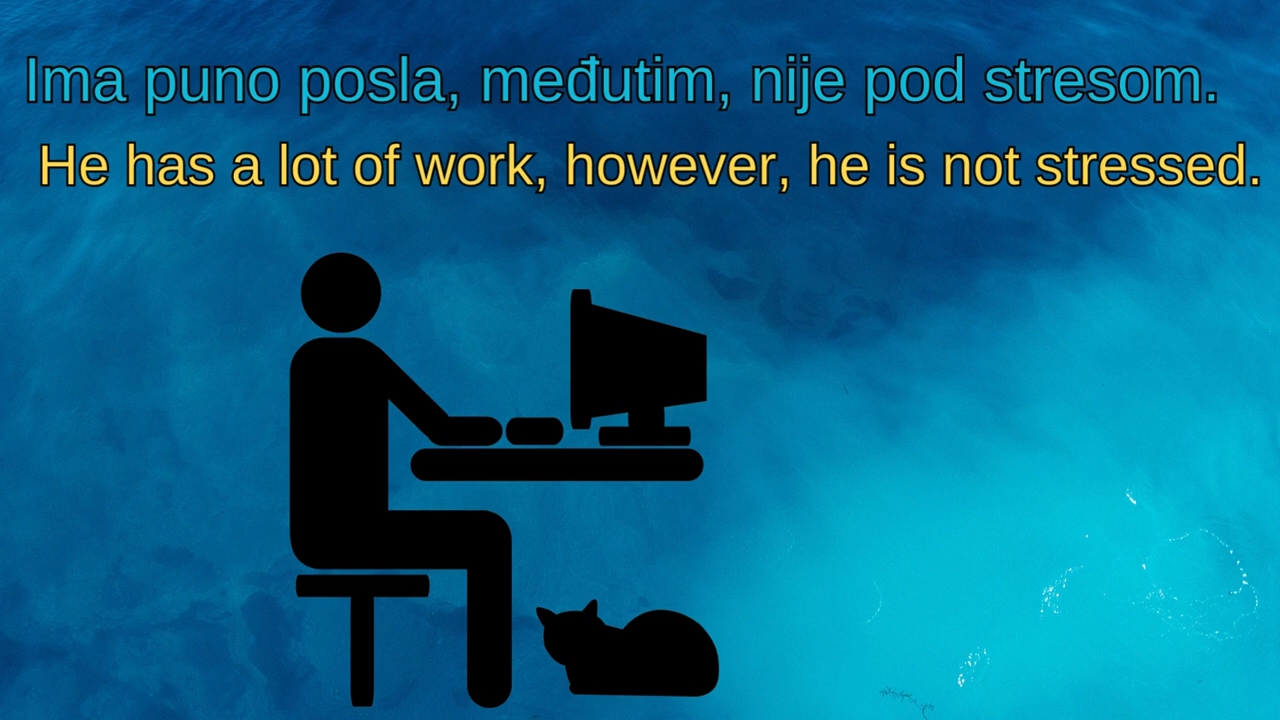 Ima puno posla, međutim, nije pod stresom.
He has a lot of work, however, he is not stressed.